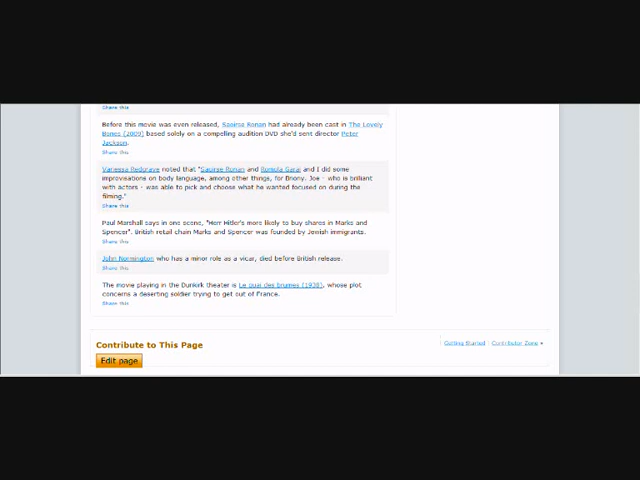 Share this
Before this movie was even released, Saoirse Ronan had already been cast in The Lovely
Bones (2009) based solely on a compelling audition DVD she'd sent director Peter
Jackson.
Share this
Vanessa Redgrave noted that "Saoirse Ronan and Romola Garai and I did some
improvisations on body language, among other things, for Briony. Joe - who is brilliant
with actors - was able to pick and choose what he wanted focused on during the
filming."
Share this
Paul Marshall says in one scene, "Herr Hitler's more likely to buy shares in Marks and
Spencer". British retail chain Marks and Spencer was founded by Jewish immigrants.
Share this
John Normington who has a minor role as a vicar, died before British release.
Share this
The movie playing in the Dunkirk theater is Le quai des brumes (1938), whose plot
concerns a deserting soldier trying to get out of France.
Share this
Contribute to This Page
Getting Started | Contributor Zone »
Edit page